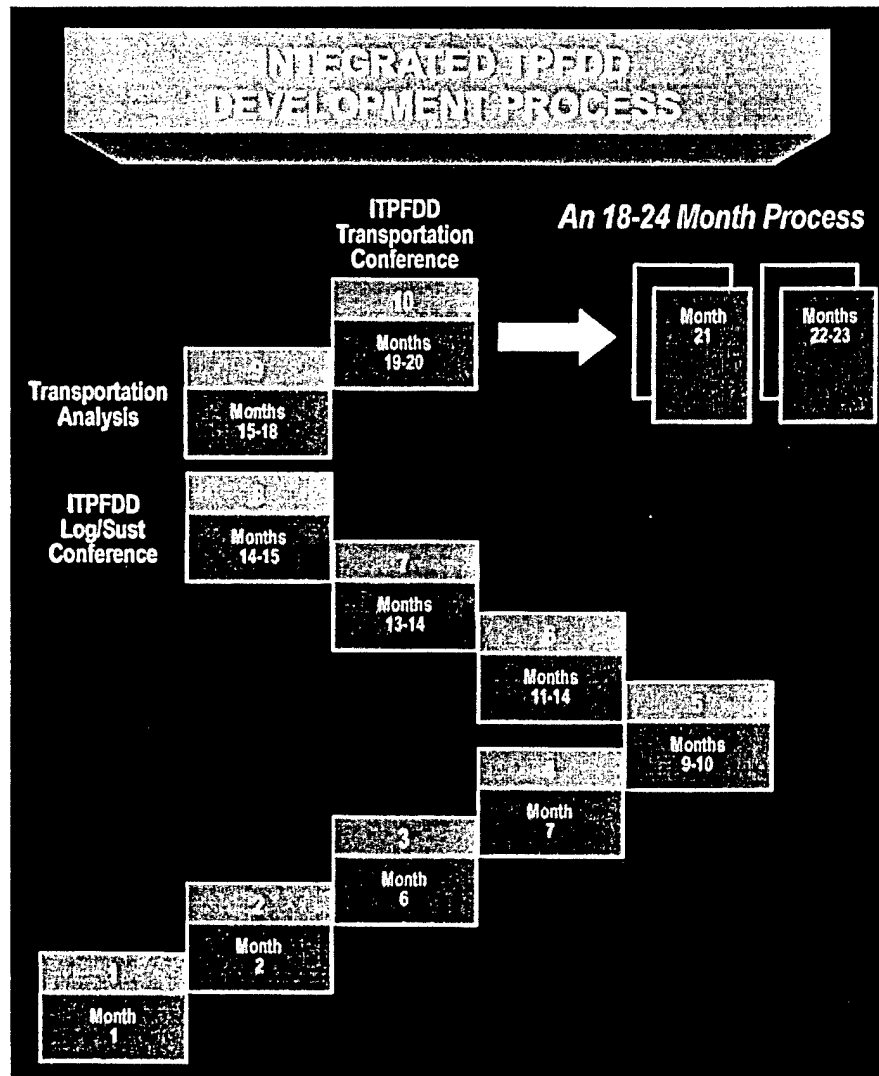 INTEGRATED TPFDD
DEVELOPMENT PROCESS
ITPFDD
Transportation
Conference
An 18-24 Month Process
10
Months
19-20
Month
21
Months
22-23
Transportation
Analysis
9
Months
15-18
ITPFDD
Log/Sust
Conference
8
Months
14-15
7
Months
13-14
6
Months
11-14
5
Months
9-10
4
Month
7
3
Month
6
2
Month
2
1
Month
1